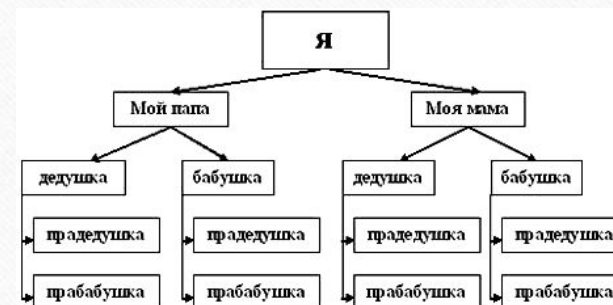 я
Мой папа Моя мама
дедушка бабушка дедушка бабушка
прадедушка прадедушка прадедушка прадедушка
прабабушка прабабушка прабабушка прабабушка